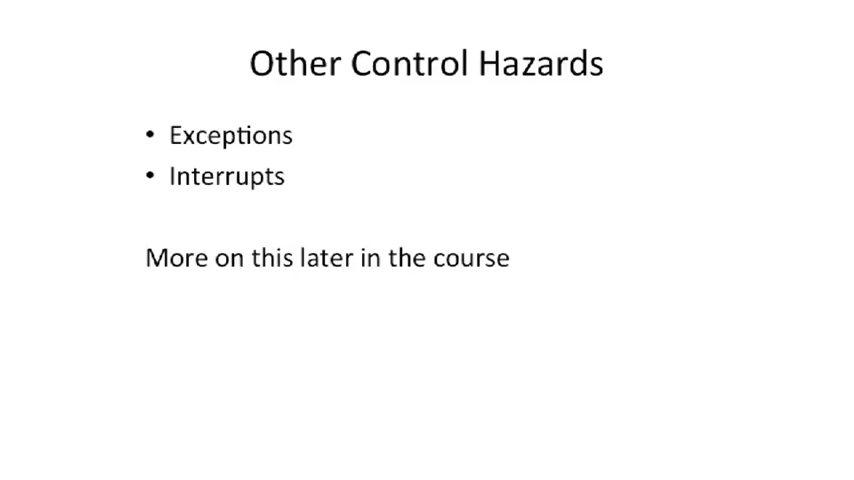 Other Control Hazards
• Exceptions
• Interrupts
More on this later in the course